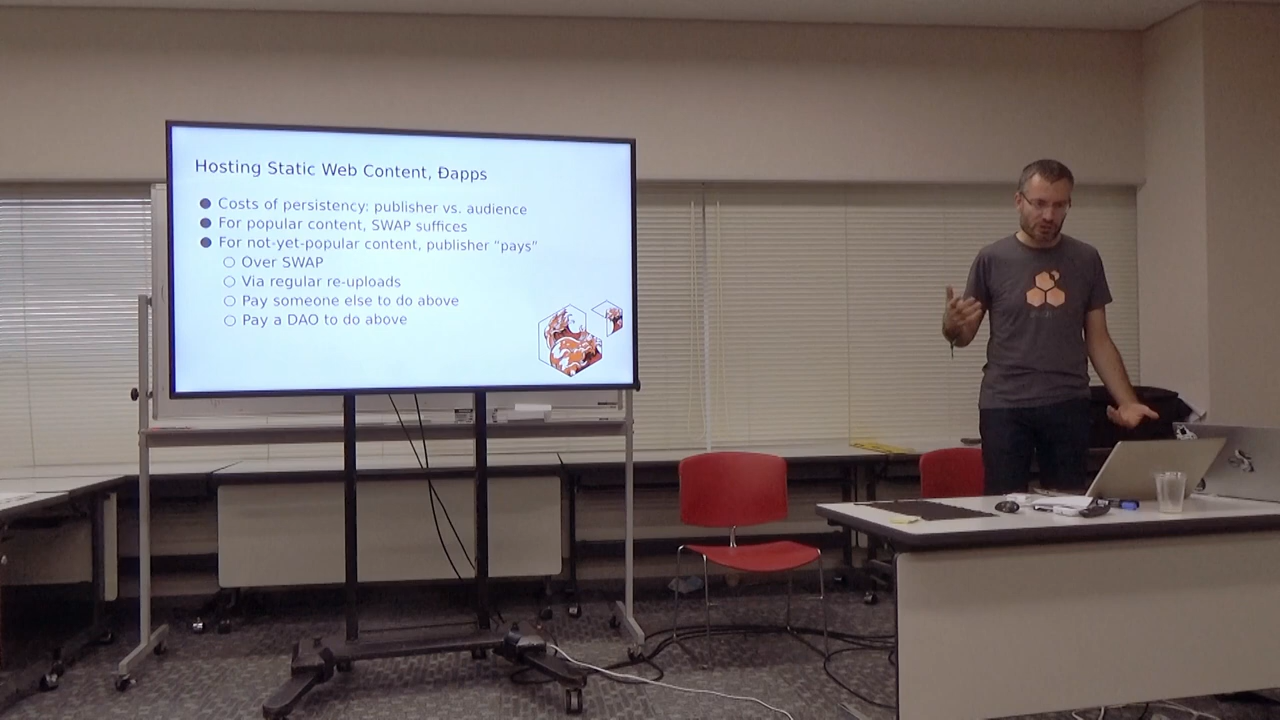 Hosting Static Web Content, Ðapps
● Costs of persistency: publisher vs. audience
● For popular content, SWAP suffices
● For not-yet-popular content, publisher “pays”
○ Over SWAP
○ Via regular re-uploads
○ Pay someone else to do above
○ Pay a DAO to do above